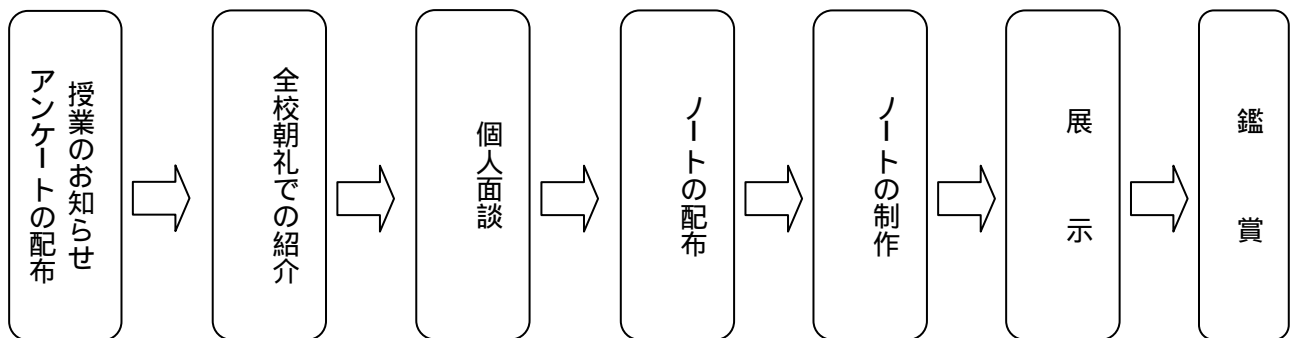 授業のお知らせ
アンケートの配布
全校朝礼での紹介
個人面談
ノートの配布
ノートの制作
展示
鑑賞